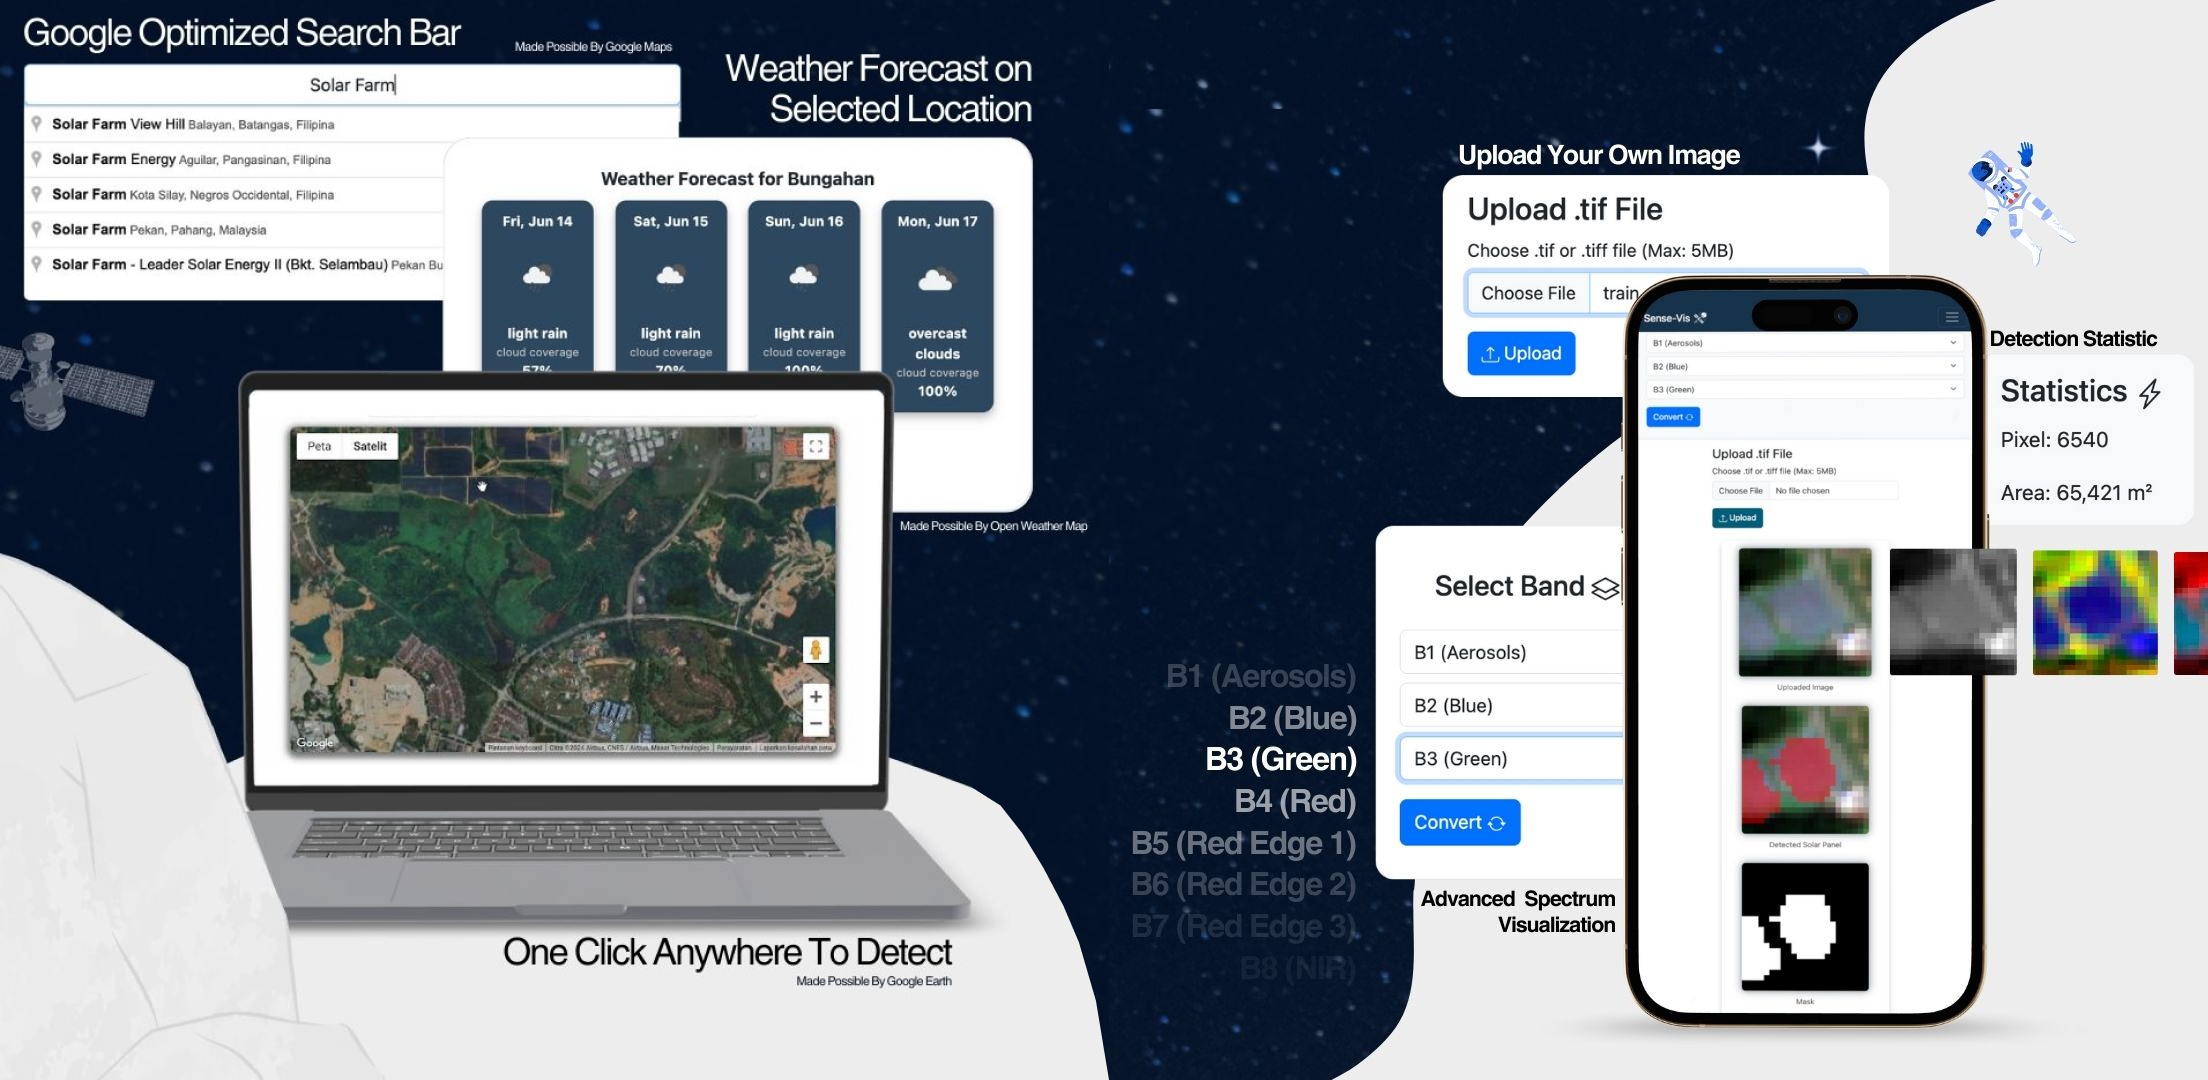 Google Optimized Search Bar
Made Possible By Google Maps
Solar Farm
Solar Farm View Hill Balayan, Batangas, Filipina
Solar Farm Energy Aguilar, Pangasinan, Filipina
Solar Farm Kota Silay, Negros Occidental, Filipina
Solar Farm Pekan, Pahang, Malaysia
Solar Farm - Leader Solar Energy II (Bkt. Selambau) Pekan Bu
Weather Forecast on
Selected Location
Weather Forecast for Bungahan
Fri, Jun 14
light rain
cloud coverage
57%
Sat, Jun 15
light rain
cloud coverage
70%
Sun, Jun 16
light rain
cloud coverage
100%
Mon, Jun 17
overcast
clouds
cloud coverage
100%
Made Possible By Open Weather Map
Peta Satelit
Google
Pintasan keyboard Citra ©2024 Airbus, CNES / Airbus, Maxar Technologies Persyaratan Laporkan kesalahan peta
One Click Anywhere To Detect
Made Possible By Google Earth
Upload Your Own Image
Upload .tif File
Choose .tif or .tiff file (Max: 5MB)
Choose File train
Upload
Select Band
B1 (Aerosols)
B2 (Blue)
B3 (Green)
Convert
B1 (Aerosols)
B2 (Blue)
B3 (Green)
B4 (Red)
B5 (Red Edge 1)
B6 (Red Edge 2)
B7 (Red Edge 3)
B8 (NIR)
Advanced Spectrum
Visualization
Sense-Vis
B1 (Aerosols)
B2 (Blue)
B3 (Green)
Convert
Upload .tif File
Choose .tif or .tiff file (Max: 5MB)
Choose File No file chosen
Upload
Uploaded Image
Detected Solar Panel
Mask
Detection Statistic
Statistics
Pixel: 6540
Area: 65,421 m²